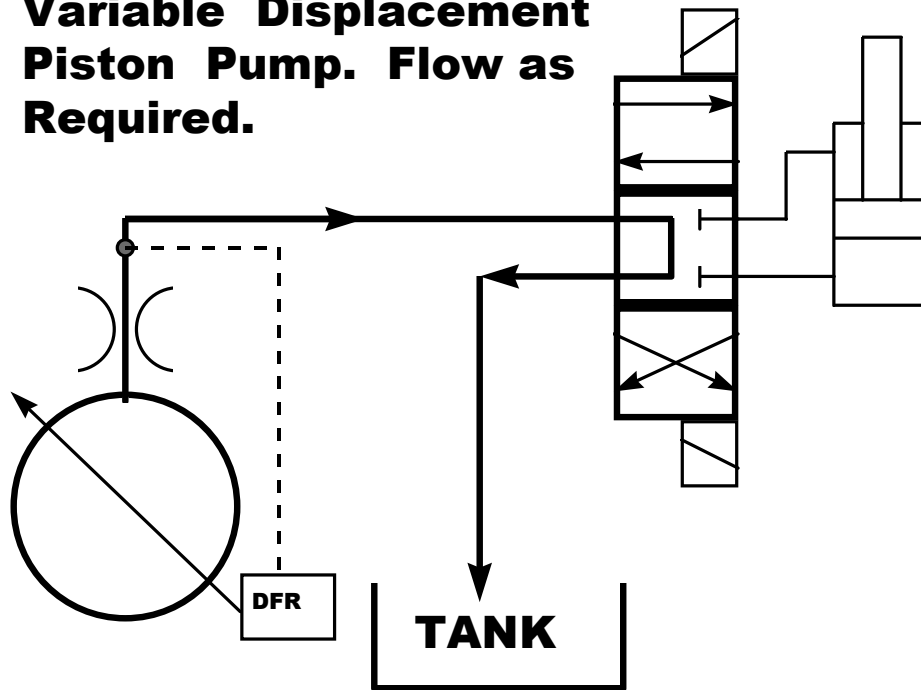 Variable Displacement
Piston Pump. Flow as
Required.
DFR
TANK